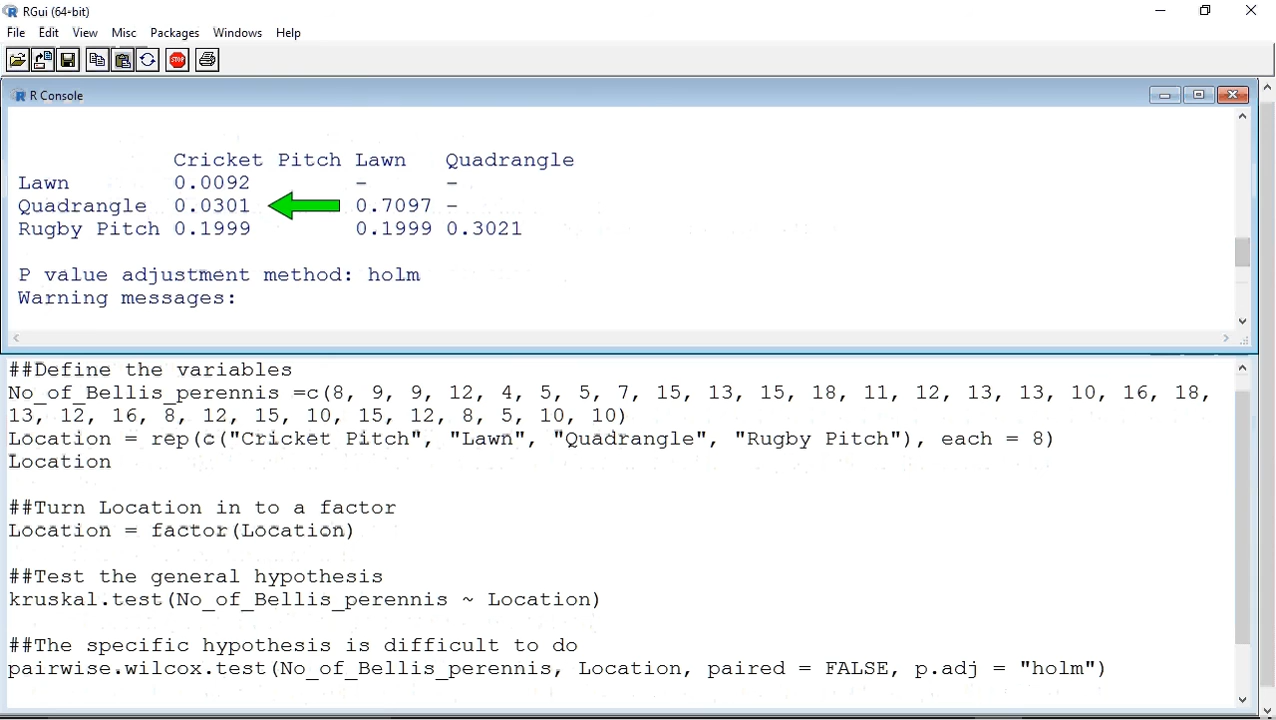 RGui (64-bit)
File Edit View Misc Packages Windows Help
STOP
R Console
Cricket Pitch Lawn Quadrangle
Lawn 0.0092 - -
Quadrangle 0.0301 0.7097 -
Rugby Pitch 0.1999 0.1999 0.3021
P value adjustment method: holm
Warning messages:
##Define the variables
No_of_Bellis_perennis =c(8, 9, 9, 12, 4, 5, 5, 7, 15, 13, 15, 18, 11, 12, 13, 13, 10, 16, 18,
13, 12, 16, 8, 12, 15, 10, 15, 12, 8, 5, 10, 10)
Location = rep(c("Cricket Pitch", "Lawn", "Quadrangle", "Rugby Pitch"), each = 8)
Location
##Turn Location in to a factor
Location = factor(Location)
##Test the general hypothesis
kruskal.test(No_of_Bellis_perennis ~ Location)
##The specific hypothesis is difficult to do
pairwise.wilcox.test(No_of_Bellis_perennis, Location, paired = FALSE, p.adj = "holm")